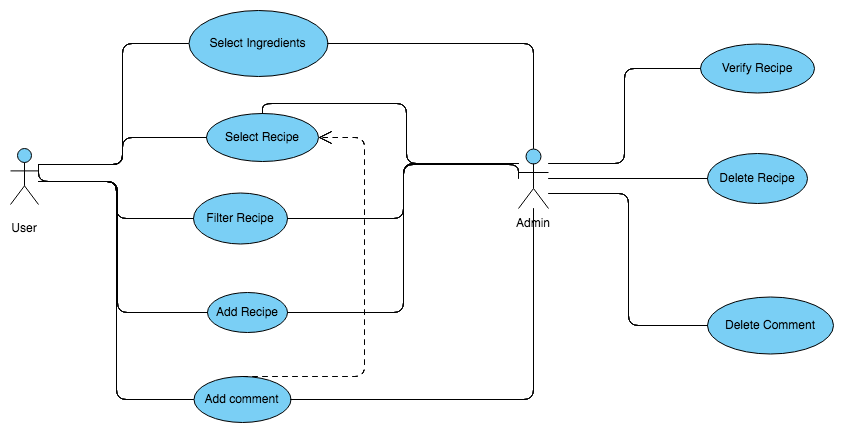 Select Ingredients
Verify Recipe
Select Recipe
Delete Recipe
Filter Recipe
User
Admin
Add Recipe
Delete Comment
Add comment